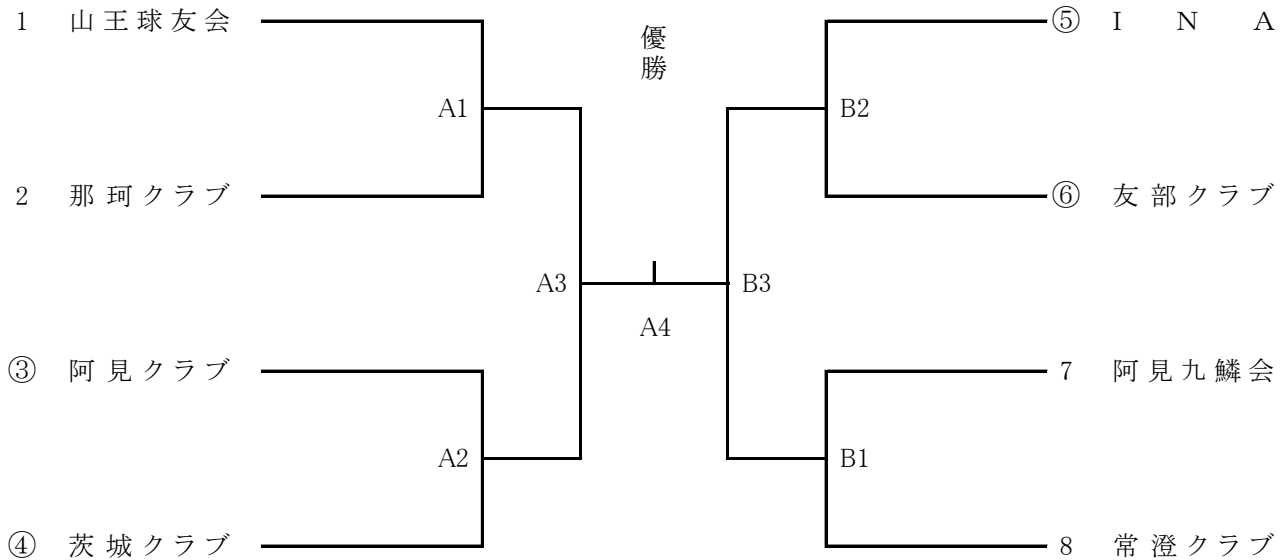 1 山王球友会
優勝
⑤ I N A
A1
B2
2 那珂クラブ
⑥ 友部クラブ
A3
B3
A4
③ 阿見クラブ
7 阿見九鱗会
A2
B1
④ 茨城クラブ
8 常澄クラブ